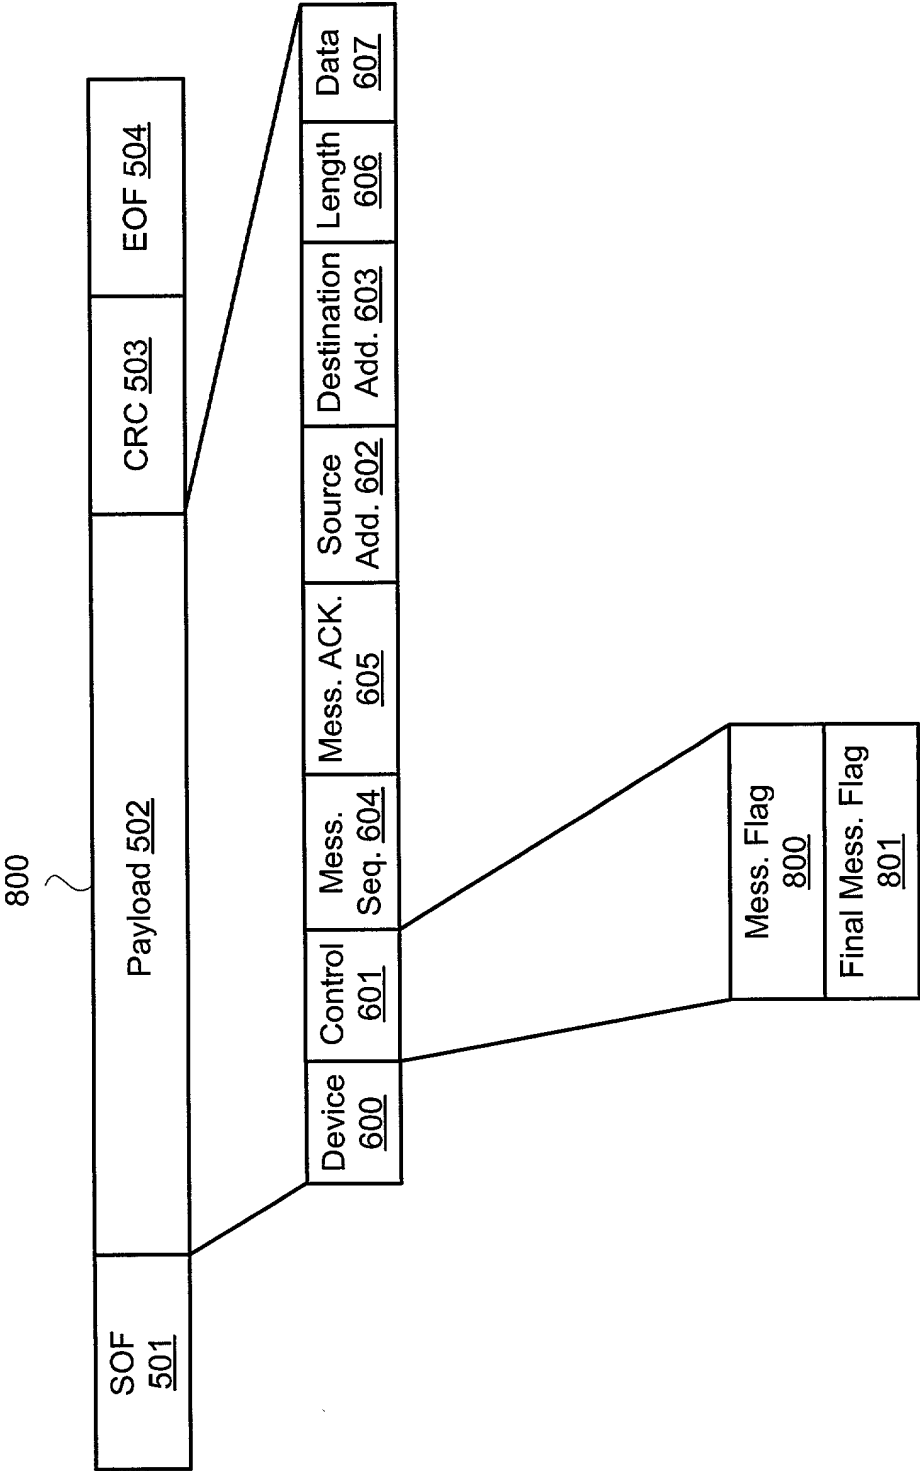 800
SOF
501
Payload 502
CRC 503
EOF 504
Device
600
Control
601
Mess.
Seq. 604
Mess. ACK.
605
Source
Add. 602
Destination
Add. 603
Length
606
Data
607
Mess. Flag
800
Final Mess. Flag
801